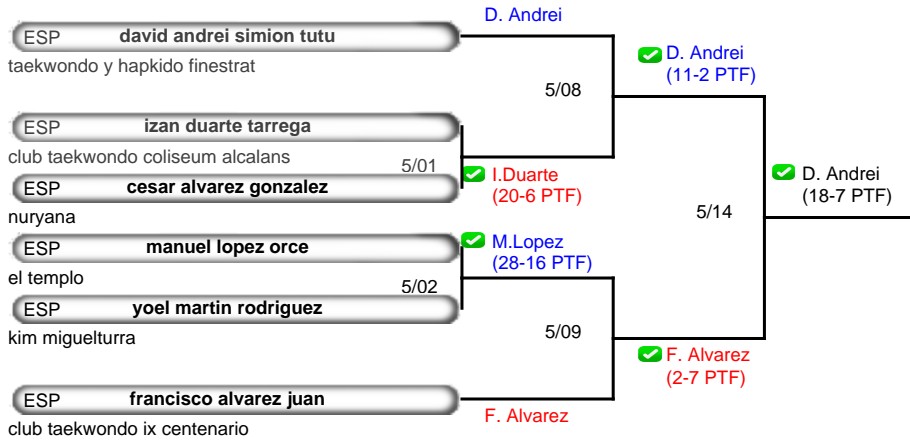 D. Andrei
ESP david andrei simion tutu
taekwondo y hapkido finestrat
D. Andrei
(11-2 PTF)
5/08
ESP izan duarte tarrega
club taekwondo coliseum alcalans
5/01
I.Duarte
(20-6 PTF)
ESP cesar alvarez gonzalez
nuryana
D. Andrei
(18-7 PTF)
5/14
ESP manuel lopez orce
el templo
M.Lopez
(28-16 PTF)
5/02
ESP yoel martin rodriguez
kim miguelturra
5/09
F. Alvarez
(2-7 PTF)
ESP francisco alvarez juan
club taekwondo ix centenario
F. Alvarez